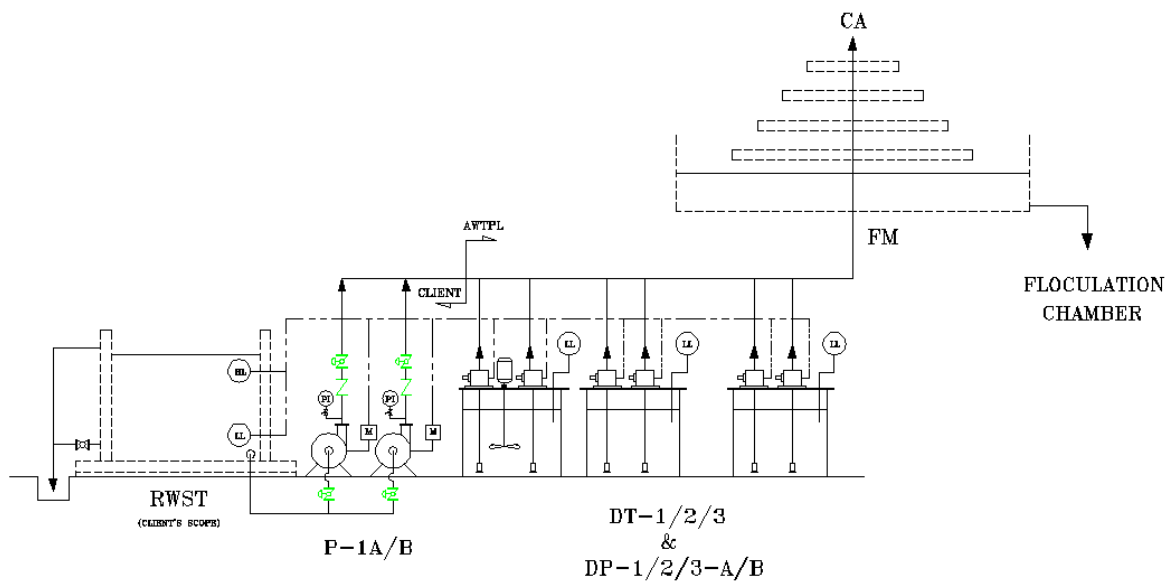 CA
AWTPL
FM
CLIENT
FLOCULATION
CHAMBER
HL
LL
PI
PI
M
M
LL
LL
LL
RWST
(CLIENT'S SCOPE)
P-1A/B
DT-1/2/3
&
DP-1/2/3-A/B